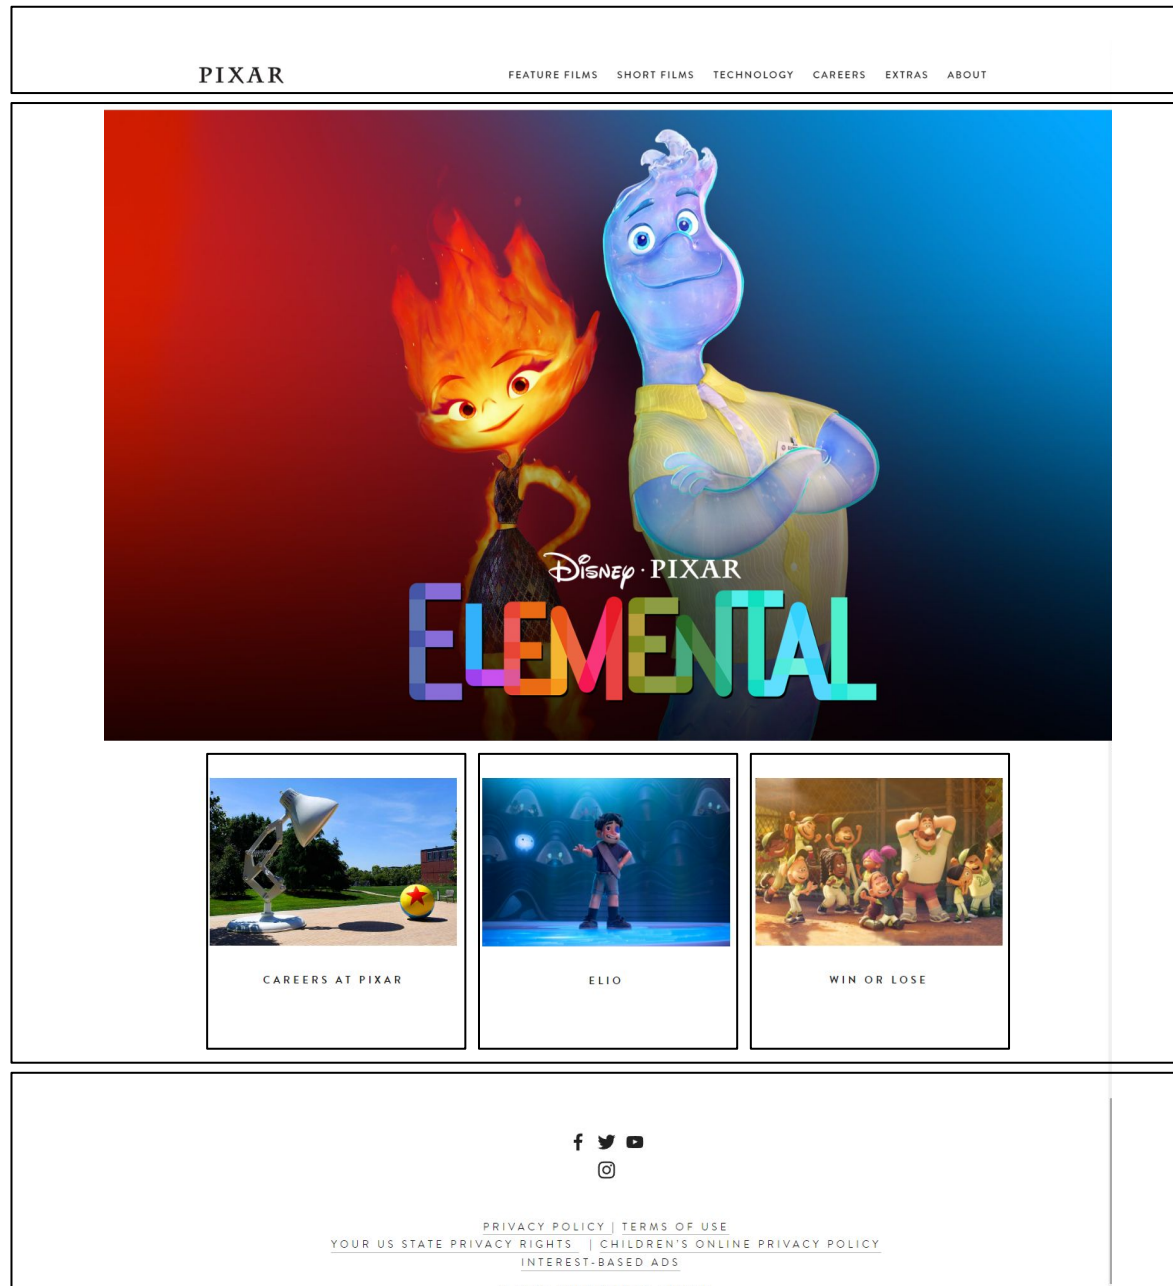 PIXAR
FEATURE FILMS SHORT FILMS TECHNOLOGY CAREERS EXTRAS ABOUT
Disney · PIXAR
ELEMENTAL
CAREERS AT PIXAR
ELIO
WIN OR LOSE
PRIVACY POLICY | TERMS OF USE
YOUR US STATE PRIVACY RIGHTS | CHILDREN'S ONLINE PRIVACY POLICY
INTEREST-BASED ADS